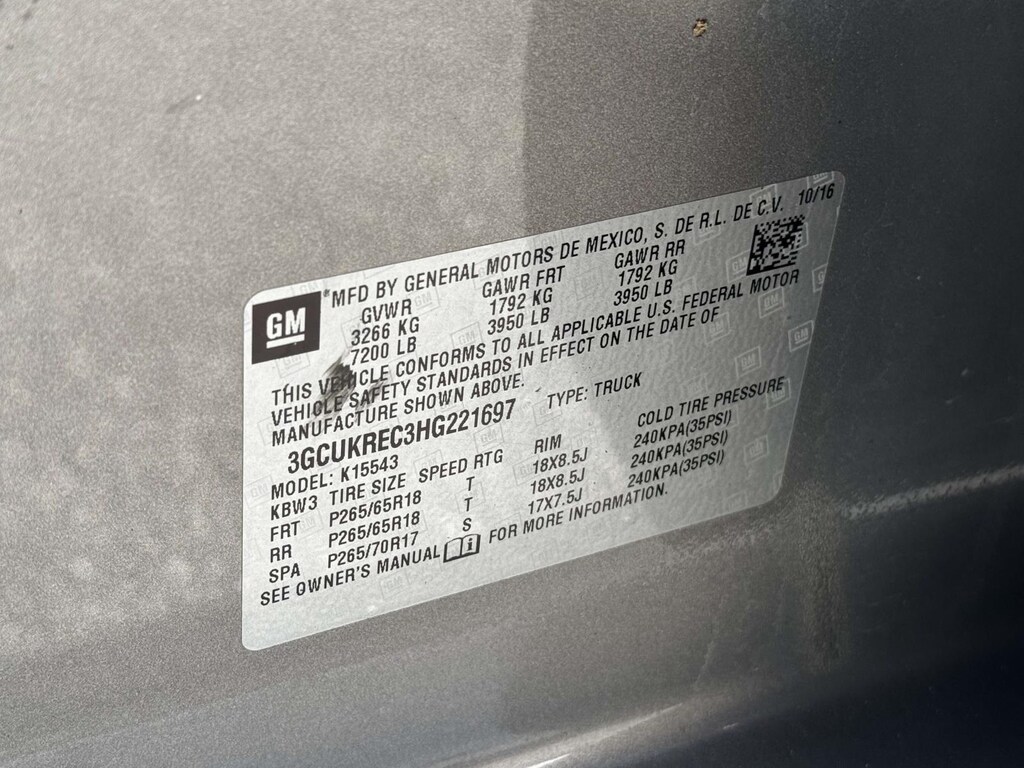 GM
*MFD BY GENERAL MOTORS DE MEXICO, S. DE R.L. DE C.V. 10/16
GVWR GAWR FRT GAWR RR
3266 KG 1792 KG 1792 KG
7200 LB 3950 LB 3950 LB
THIS VEHICLE CONFORMS TO ALL APPLICABLE U.S. FEDERAL MOTOR
VEHICLE SAFETY STANDARDS IN EFFECT ON THE DATE OF
MANUFACTURE SHOWN ABOVE.
3GCUKREC3HG221697 TYPE: TRUCK
MODEL: K15543
KBW3 TIRE SIZE SPEED RTG RIM COLD TIRE PRESSURE
FRT P265/65R18 T 18X8.5J 240KPA(35PSI)
RR P265/65R18 T 18X8.5J 240KPA(35PSI)
SPA P265/70R17 S 17X7.5J 240KPA(35PSI)
SEE OWNER'S MANUAL i FOR MORE INFORMATION.